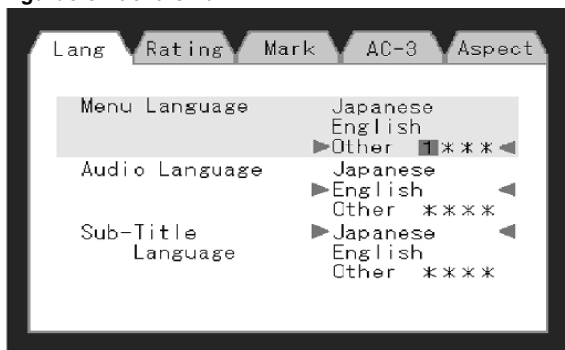 Lang Rating Mark AC-3 Aspect
Menu Language Japanese
English
▶Other 1***◀
Audio Language Japanese
▶English ◀
Other ****
Sub-Title ▶Japanese ◀
Language English
Other ****